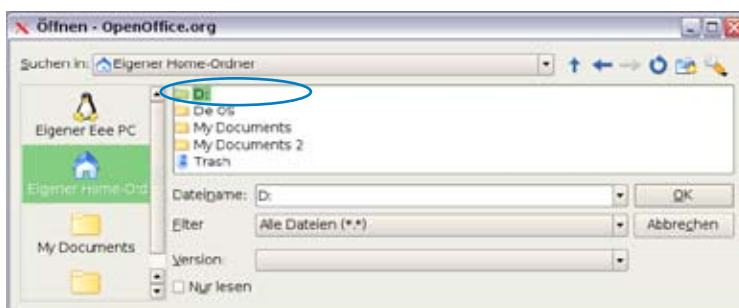 Öffnen - OpenOffice.org
Suchen in: Eigener Home-Ordner
Eigener Eee PC
Eigener Home-Ord
My Documents
D:
De OS
My Documents
My Documents 2
Trash
Dateiname: D:
OK
Filter Alle Dateien (*.*)
Abbrechen
Version:
Nur lesen